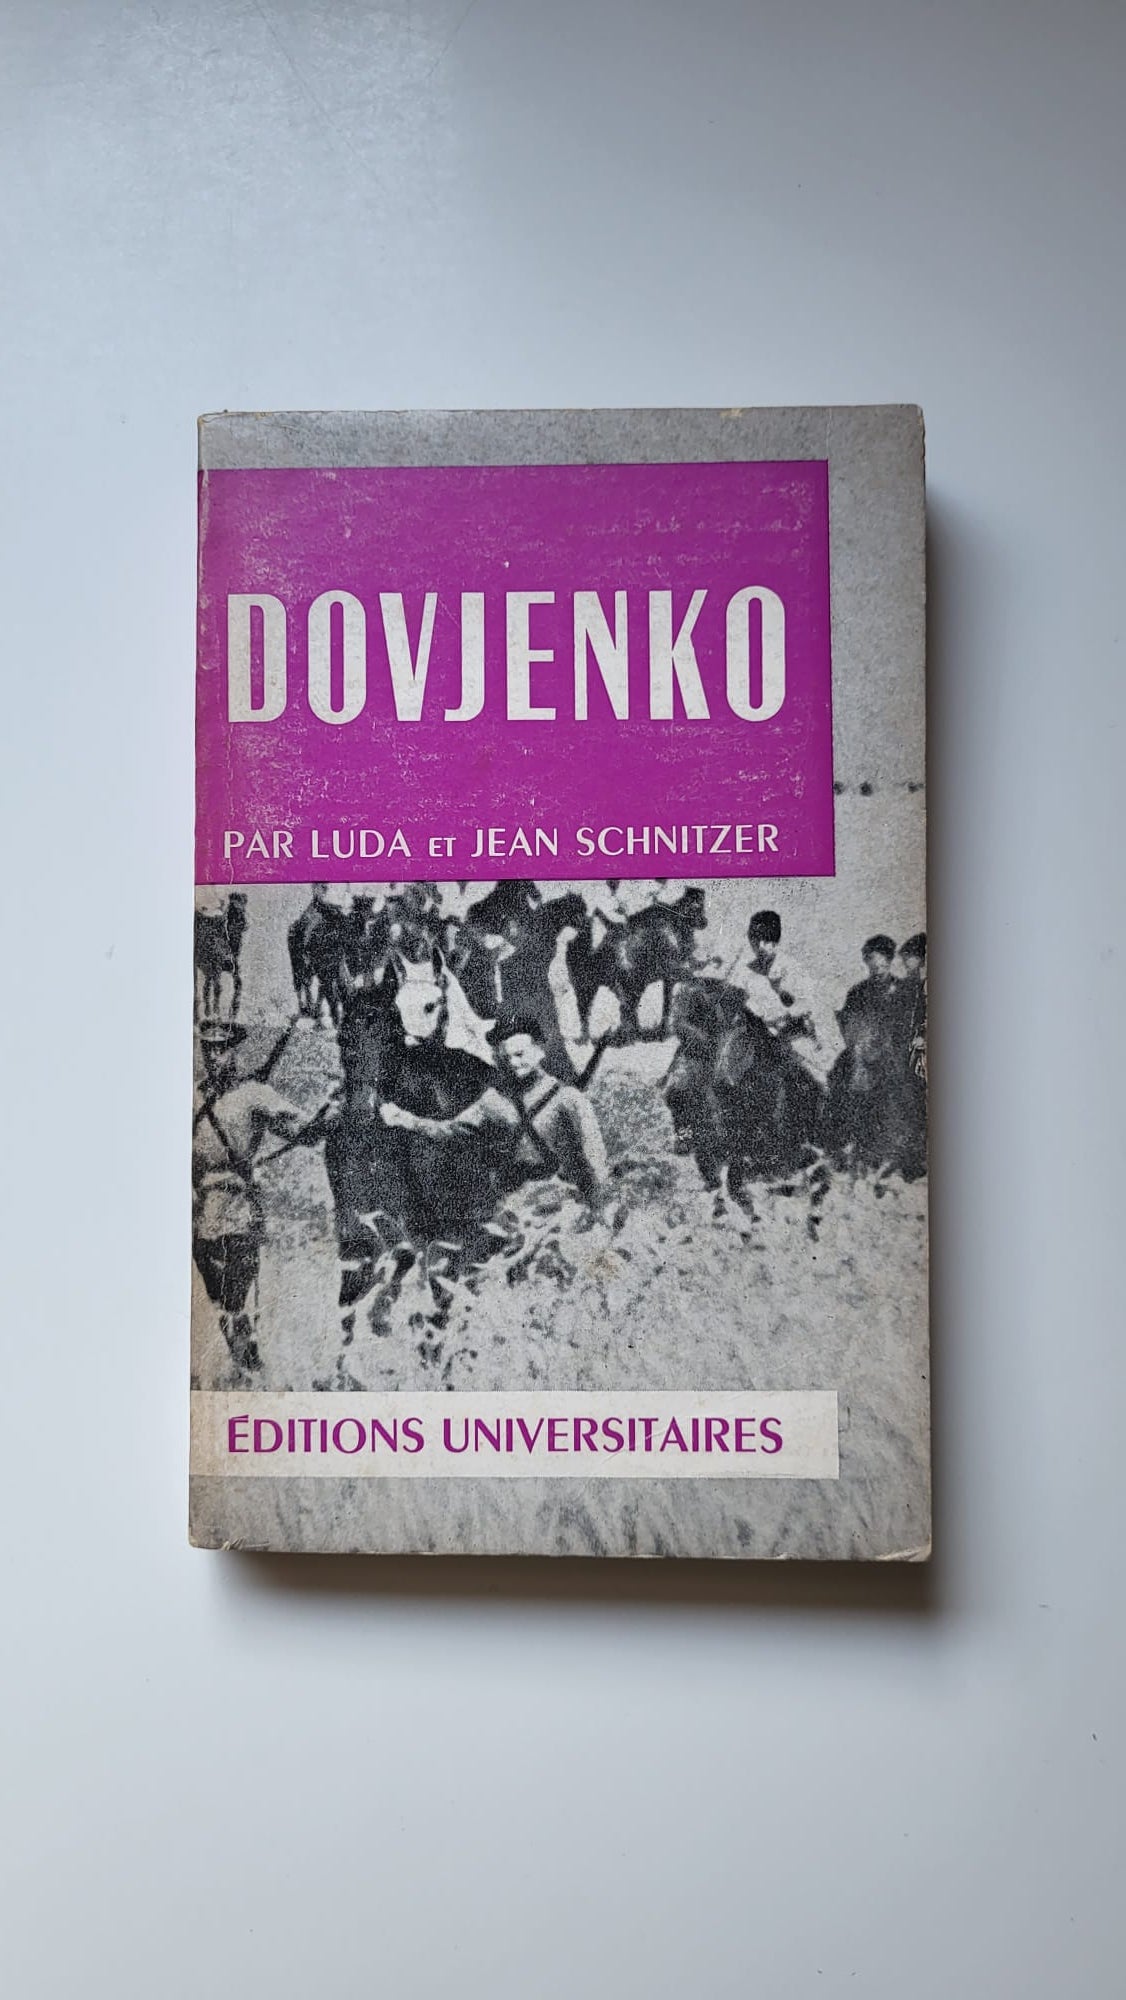 DOVJENKO
PAR LUDA ET JEAN SCHNITZER
ÉDITIONS UNIVERSITAIRES